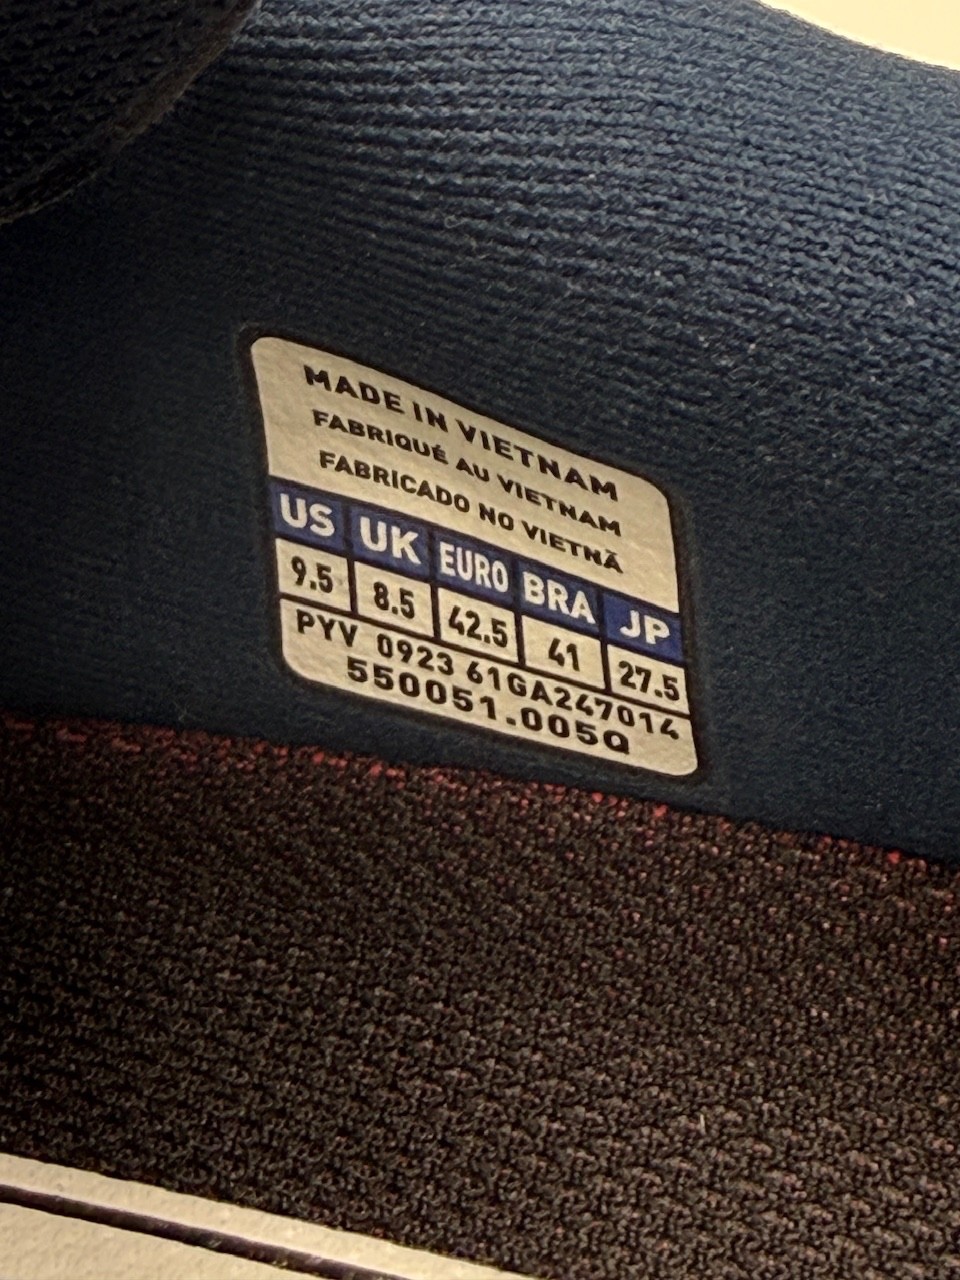 MADE IN VIETNAM
FABRIQUÉ AU VIETNAM
FABRICADO NO VIETNÃ
US UK EURO BRA JP
9.5 8.5 42.5 41 27.5
PYV 0923 61GA247014
550051.005Q